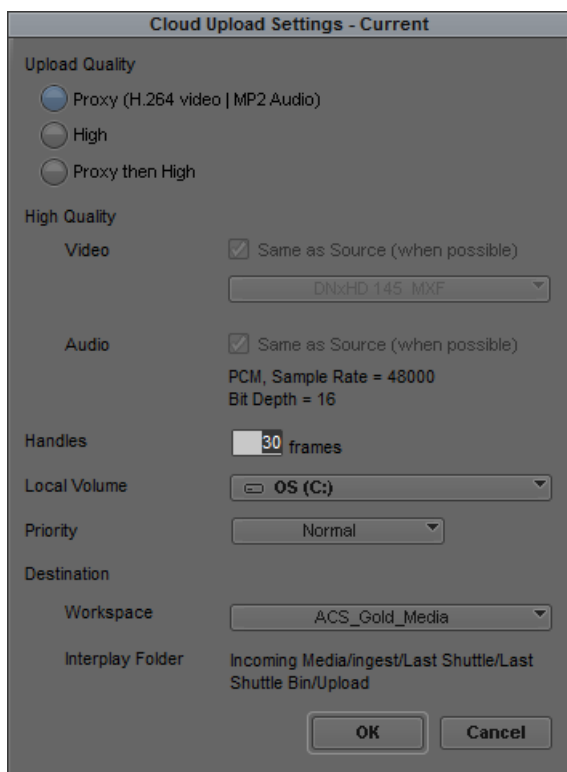 Cloud Upload Settings - Current
Upload Quality
Proxy (H.264 video | MP2 Audio)
High
Proxy then High
High Quality
Video
Same as Source (when possible)
DNxHD 145 MXF
Audio
Same as Source (when possible)
PCM, Sample Rate = 48000
Bit Depth = 16
Handles
30 frames
Local Volume
OS (C:)
Priority
Normal
Destination
Workspace
ACS_Gold_Media
Interplay Folder
Incoming Media/ingest/Last Shuttle/Last
Shuttle Bin/Upload
OK
Cancel